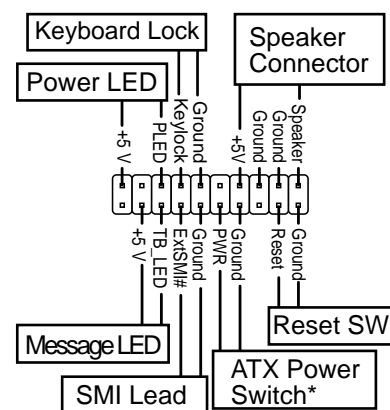 Keyboard Lock
Speaker
Connector
Power LED
+5 V
PLED
Keylock
Ground
+5V
Ground
Ground
Speaker
+5 V
TB_LED
ExtSMI#
Ground
PWR
Ground
Reset
Ground
Message LED
SMI Lead
ATX Power
Switch*
Reset SW